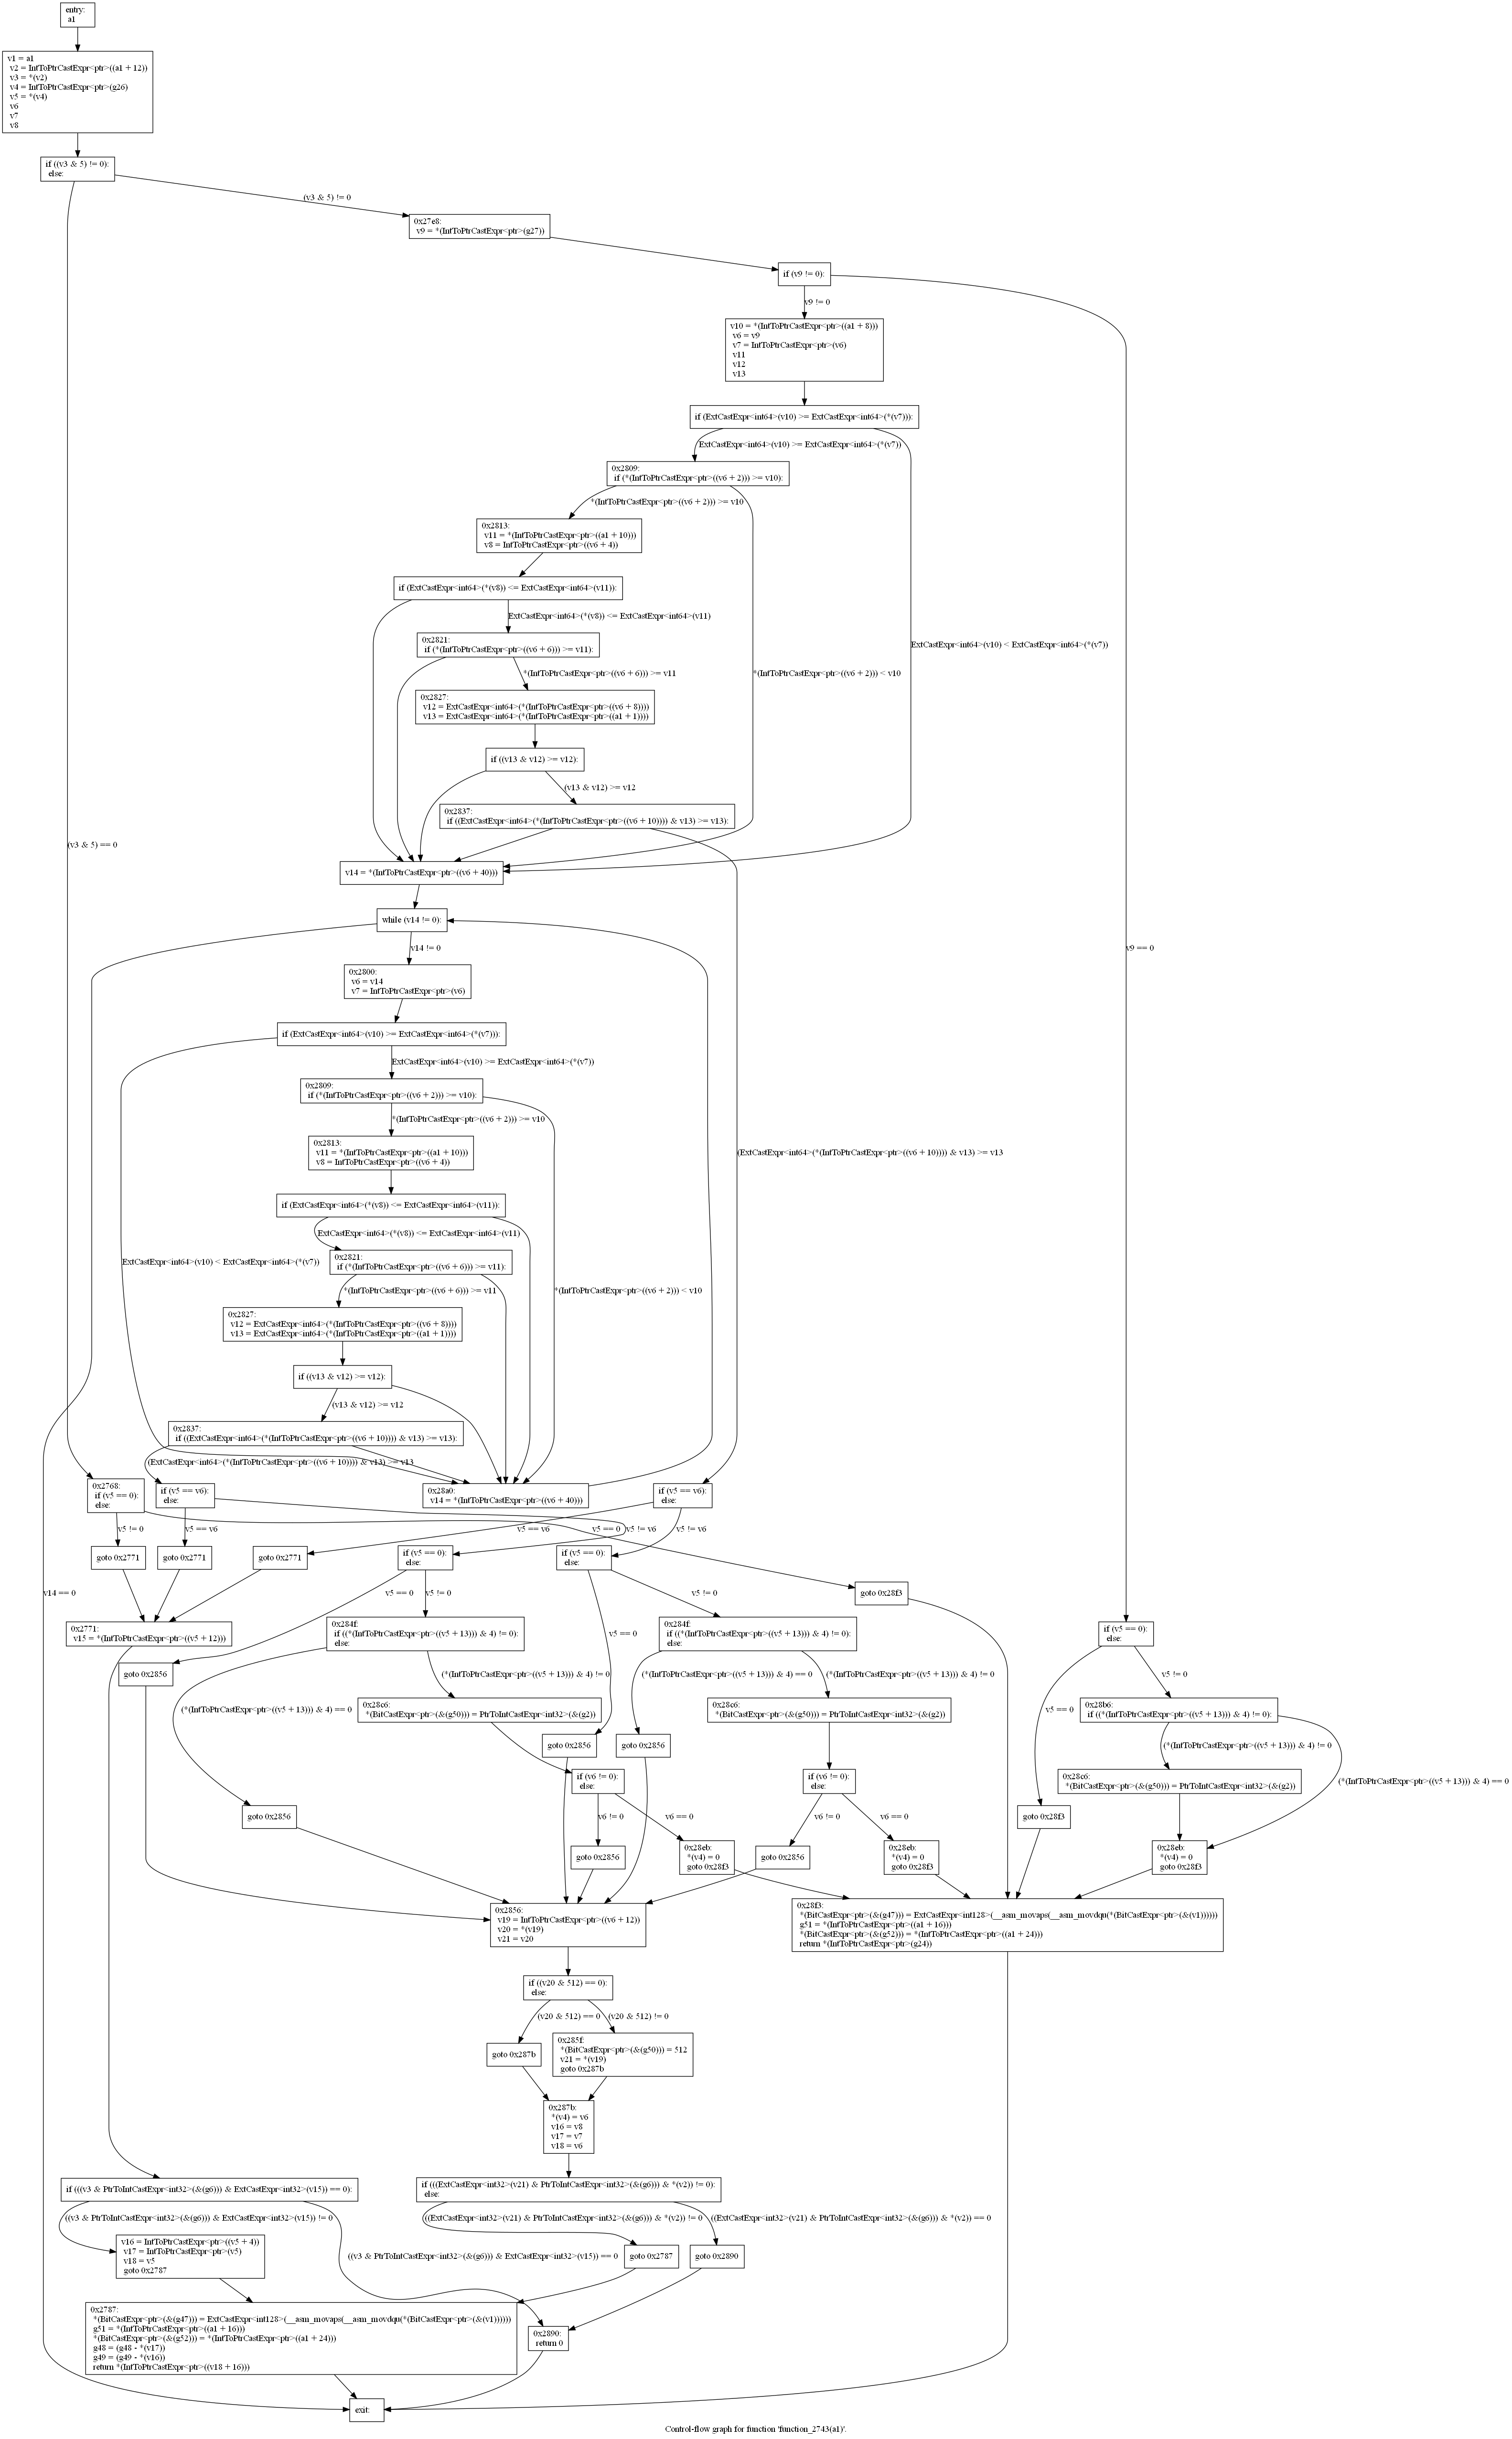 entry:
a1
v1 = a1
v2 = IntToPtrCastExpr<ptr>((a1 + 12))
v3 = *(v2)
v4 = IntToPtrCastExpr<ptr>(g26)
v5 = *(v4)
v6
v7
v8
if ((v3 & 5) != 0):
else:
(v3 & 5) != 0
0x27e8:
v9 = *(IntToPtrCastExpr<ptr>(g27))
if (v9 != 0):
v9 != 0
v10 = *(IntToPtrCastExpr<ptr>((a1 + 8)))
v6 = v9
v7 = IntToPtrCastExpr<ptr>(v6)
v11
v12
v13
if (ExtCastExpr<int64>(v10) >= ExtCastExpr<int64>(*(v7))):
ExtCastExpr<int64>(v10) >= ExtCastExpr<int64>(*(v7))
0x2809:
if (*(IntToPtrCastExpr<ptr>((v6 + 2))) >= v10):
*(IntToPtrCastExpr<ptr>((v6 + 2))) >= v10
0x2813:
v11 = *(IntToPtrCastExpr<ptr>((a1 + 10)))
v8 = IntToPtrCastExpr<ptr>((v6 + 4))
if (ExtCastExpr<int64>(*(v8)) <= ExtCastExpr<int64>(v11)):
ExtCastExpr<int64>(*(v8)) <= ExtCastExpr<int64>(v11)
0x2821:
if (*(IntToPtrCastExpr<ptr>((v6 + 6))) >= v11):
ExtCastExpr<int64>(v10) < ExtCastExpr<int64>(*(v7))
*(IntToPtrCastExpr<ptr>((v6 + 6))) >= v11
*(IntToPtrCastExpr<ptr>((v6 + 2))) < v10
0x2827:
v12 = ExtCastExpr<int64>(*(IntToPtrCastExpr<ptr>((v6 + 8))))
v13 = ExtCastExpr<int64>(*(IntToPtrCastExpr<ptr>((a1 + 1))))
if ((v13 & v12) >= v12):
(v13 & v12) >= v12
0x2837:
if ((ExtCastExpr<int64>(*(IntToPtrCastExpr<ptr>((v6 + 10)))) & v13) >= v13):
(v3 & 5) == 0
v14 = *(IntToPtrCastExpr<ptr>((v6 + 40)))
while (v14 != 0):
v14 != 0
v9 == 0
0x2800:
v6 = v14
v7 = IntToPtrCastExpr<ptr>(v6)
if (ExtCastExpr<int64>(v10) >= ExtCastExpr<int64>(*(v7))):
ExtCastExpr<int64>(v10) >= ExtCastExpr<int64>(*(v7))
0x2809:
if (*(IntToPtrCastExpr<ptr>((v6 + 2))) >= v10):
*(IntToPtrCastExpr<ptr>((v6 + 2))) >= v10
0x2813:
v11 = *(IntToPtrCastExpr<ptr>((a1 + 10)))
v8 = IntToPtrCastExpr<ptr>((v6 + 4))
(ExtCastExpr<int64>(*(IntToPtrCastExpr<ptr>((v6 + 10)))) & v13) >= v13
if (ExtCastExpr<int64>(*(v8)) <= ExtCastExpr<int64>(v11)):
ExtCastExpr<int64>(*(v8)) <= ExtCastExpr<int64>(v11)
ExtCastExpr<int64>(v10) < ExtCastExpr<int64>(*(v7))
0x2821:
if (*(IntToPtrCastExpr<ptr>((v6 + 6))) >= v11):
*(IntToPtrCastExpr<ptr>((v6 + 6))) >= v11
*(IntToPtrCastExpr<ptr>((v6 + 2))) < v10
0x2827:
v12 = ExtCastExpr<int64>(*(IntToPtrCastExpr<ptr>((v6 + 8))))
v13 = ExtCastExpr<int64>(*(IntToPtrCastExpr<ptr>((a1 + 1))))
if ((v13 & v12) >= v12):
(v13 & v12) >= v12
0x2837:
if ((ExtCastExpr<int64>(*(IntToPtrCastExpr<ptr>((v6 + 10)))) & v13) >= v13):
(ExtCastExpr<int64>(*(IntToPtrCastExpr<ptr>((v6 + 10)))) & v13) >= v13
0x2768:
if (v5 == 0):
else:
if (v5 == v6):
else:
0x28a0:
v14 = *(IntToPtrCastExpr<ptr>((v6 + 40)))
if (v5 == v6):
else:
v5 != 0
v5 == v6
v5 == v6
v5 == 0
v5 != v6
v5 != v6
goto 0x2771
goto 0x2771
goto 0x2771
if (v5 == 0):
else:
if (v5 == 0):
else:
v14 == 0
v5 == 0
v5 != 0
v5 != 0
goto 0x28f3
0x2771:
v15 = *(IntToPtrCastExpr<ptr>((v5 + 12)))
0x284f:
if ((*(IntToPtrCastExpr<ptr>((v5 + 13))) & 4) != 0):
else:
v5 == 0
0x284f:
if ((*(IntToPtrCastExpr<ptr>((v5 + 13))) & 4) != 0):
else:
if (v5 == 0):
else:
goto 0x2856
(*(IntToPtrCastExpr<ptr>((v5 + 13))) & 4) != 0
(*(IntToPtrCastExpr<ptr>((v5 + 13))) & 4) == 0
(*(IntToPtrCastExpr<ptr>((v5 + 13))) & 4) != 0
v5 != 0
(*(IntToPtrCastExpr<ptr>((v5 + 13))) & 4) == 0
0x28c6:
*(BitCastExpr<ptr>(&(g50))) = PtrToIntCastExpr<int32>(&(g2))
0x28c6:
*(BitCastExpr<ptr>(&(g50))) = PtrToIntCastExpr<int32>(&(g2))
v5 == 0
0x28b6:
if ((*(IntToPtrCastExpr<ptr>((v5 + 13))) & 4) != 0):
goto 0x2856
goto 0x2856
(*(IntToPtrCastExpr<ptr>((v5 + 13))) & 4) != 0
if (v6 != 0):
else:
if (v6 != 0):
else:
0x28c6:
*(BitCastExpr<ptr>(&(g50))) = PtrToIntCastExpr<int32>(&(g2))
(*(IntToPtrCastExpr<ptr>((v5 + 13))) & 4) == 0
goto 0x2856
v6 != 0
v6 == 0
v6 != 0
v6 == 0
goto 0x28f3
goto 0x2856
0x28eb:
*(v4) = 0
goto 0x28f3
goto 0x2856
0x28eb:
*(v4) = 0
goto 0x28f3
0x28eb:
*(v4) = 0
goto 0x28f3
0x2856:
v19 = IntToPtrCastExpr<ptr>((v6 + 12))
v20 = *(v19)
v21 = v20
0x28f3:
*(BitCastExpr<ptr>(&(g47))) = ExtCastExpr<int128>(__asm_movaps(__asm_movdqu(*(BitCastExpr<ptr>(&(v1))))))
g51 = *(IntToPtrCastExpr<ptr>((a1 + 16)))
*(BitCastExpr<ptr>(&(g52))) = *(IntToPtrCastExpr<ptr>((a1 + 24)))
return *(IntToPtrCastExpr<ptr>(g24))
if ((v20 & 512) == 0):
else:
(v20 & 512) == 0
(v20 & 512) != 0
goto 0x287b
0x285f:
*(BitCastExpr<ptr>(&(g50))) = 512
v21 = *(v19)
goto 0x287b
0x287b:
*(v4) = v6
v16 = v8
v17 = v7
v18 = v6
if (((v3 & PtrToIntCastExpr<int32>(&(g6))) & ExtCastExpr<int32>(v15)) == 0):
if (((ExtCastExpr<int32>(v21) & PtrToIntCastExpr<int32>(&(g6))) & *(v2)) != 0):
else:
((v3 & PtrToIntCastExpr<int32>(&(g6))) & ExtCastExpr<int32>(v15)) != 0
((ExtCastExpr<int32>(v21) & PtrToIntCastExpr<int32>(&(g6))) & *(v2)) != 0
((ExtCastExpr<int32>(v21) & PtrToIntCastExpr<int32>(&(g6))) & *(v2)) == 0
v16 = IntToPtrCastExpr<ptr>((v5 + 4))
v17 = IntToPtrCastExpr<ptr>(v5)
v18 = v5
goto 0x2787
((v3 & PtrToIntCastExpr<int32>(&(g6))) & ExtCastExpr<int32>(v15)) == 0
goto 0x2787
goto 0x2890
0x2787:
*(BitCastExpr<ptr>(&(g47))) = ExtCastExpr<int128>(__asm_movaps(__asm_movdqu(*(BitCastExpr<ptr>(&(v1))))))
g51 = *(IntToPtrCastExpr<ptr>((a1 + 16)))
*(BitCastExpr<ptr>(&(g52))) = *(IntToPtrCastExpr<ptr>((a1 + 24)))
g48 = (g48 - *(v17))
g49 = (g49 - *(v16))
return *(IntToPtrCastExpr<ptr>((v18 + 16)))
0x2890:
return 0
exit:
Control-flow graph for function 'function_2743(a1)'.